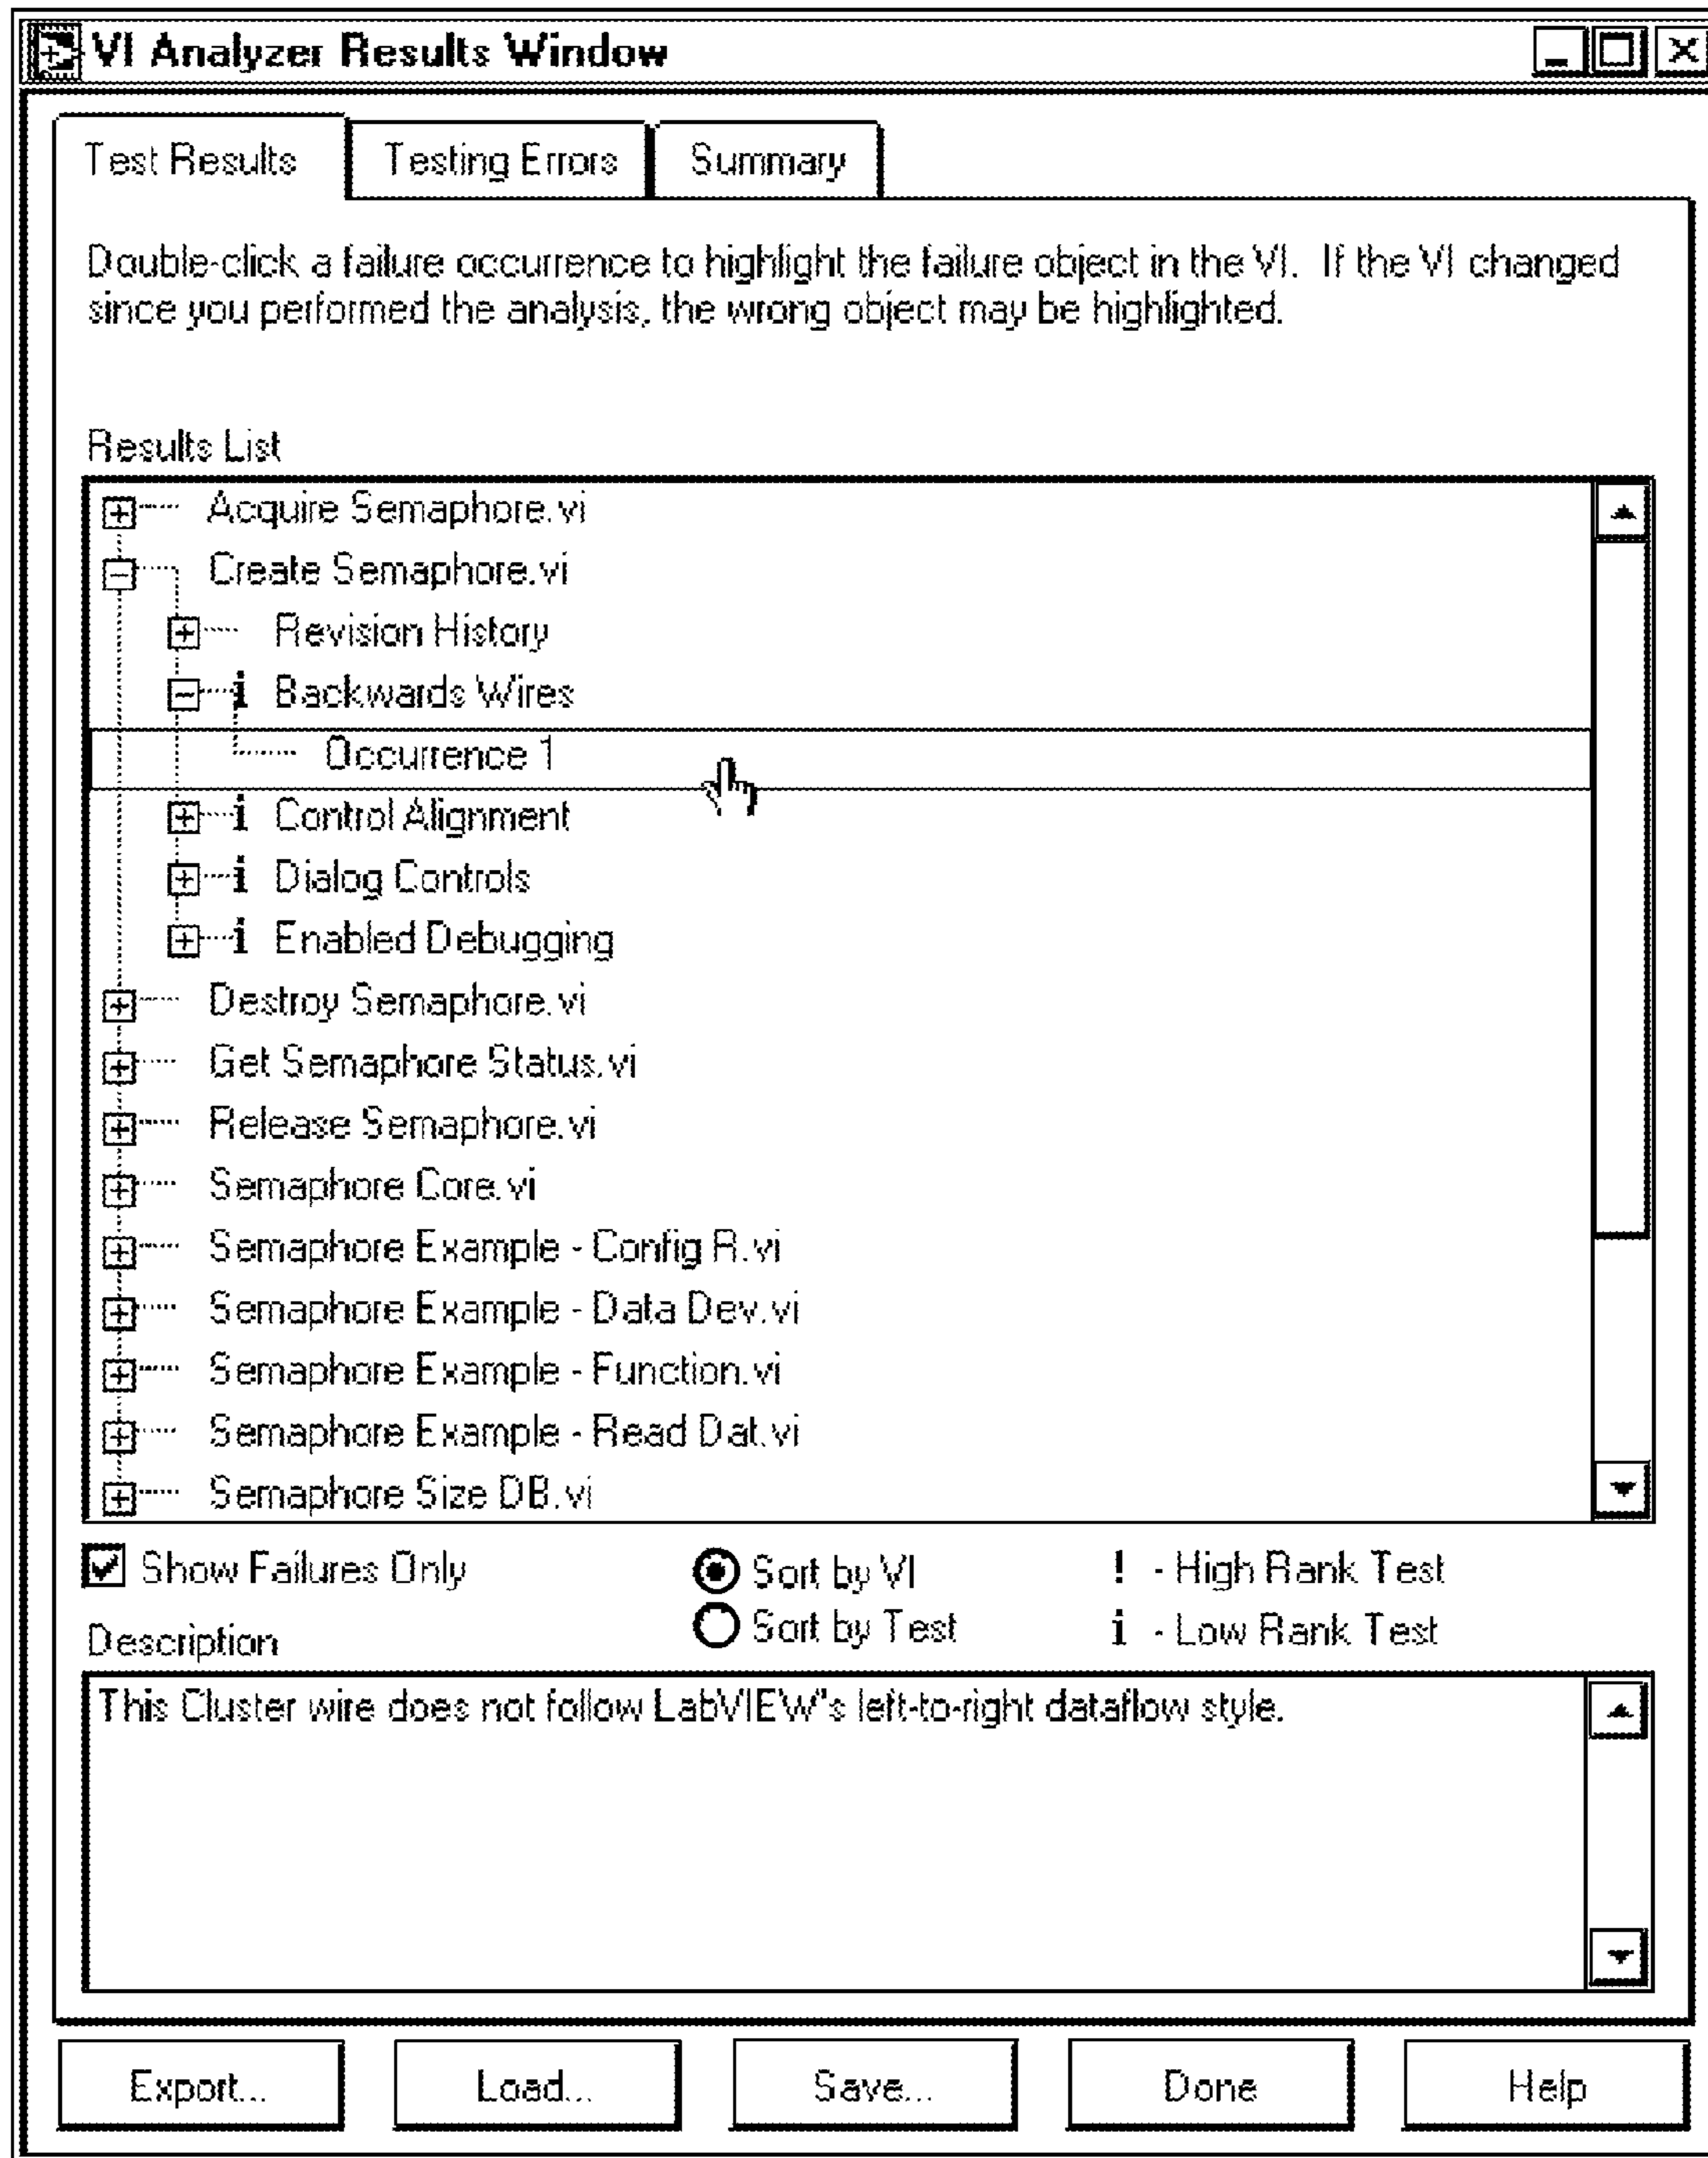 VI Analyzer Results Window
Test Results Testing Errors Summary
Double-click a failure occurrence to highlight the failure object in the VI. If the VI changed
since you performed the analysis, the wrong object may be highlighted.
Results List
Acquire Semaphore.vi
Create Semaphore.vi
Revision History
i Backwards Wires
Occurrence 1
i Control Alignment
i Dialog Controls
i Enabled Debugging
Destroy Semaphore.vi
Get Semaphore Status.vi
Release Semaphore.vi
Semaphore Core.vi
Semaphore Example - Config R.vi
Semaphore Example - Data Dev.vi
Semaphore Example - Function.vi
Semaphore Example - Read Dat.vi
Semaphore Size DB.vi
Show Failures Only Sort by VI ! - High Rank Test
Sort by Test i - Low Rank Test
Description
This Cluster wire does not follow LabVIEW"s left-to-right dataflow style.
Export... Load... Save... Done Help